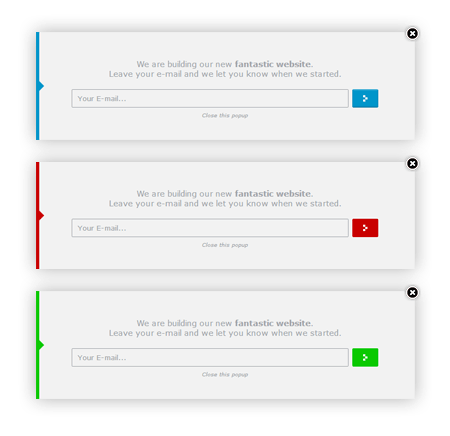 We are building our new fantastic website.
Leave your e-mail and we let you know when we started.
Your E-mail...
Close this popup
We are building our new fantastic website.
Leave your e-mail and we let you know when we started.
Your E-mail...
Close this popup
We are building our new fantastic website.
Leave your e-mail and we let you know when we started.
Your E-mail...
Close this popup